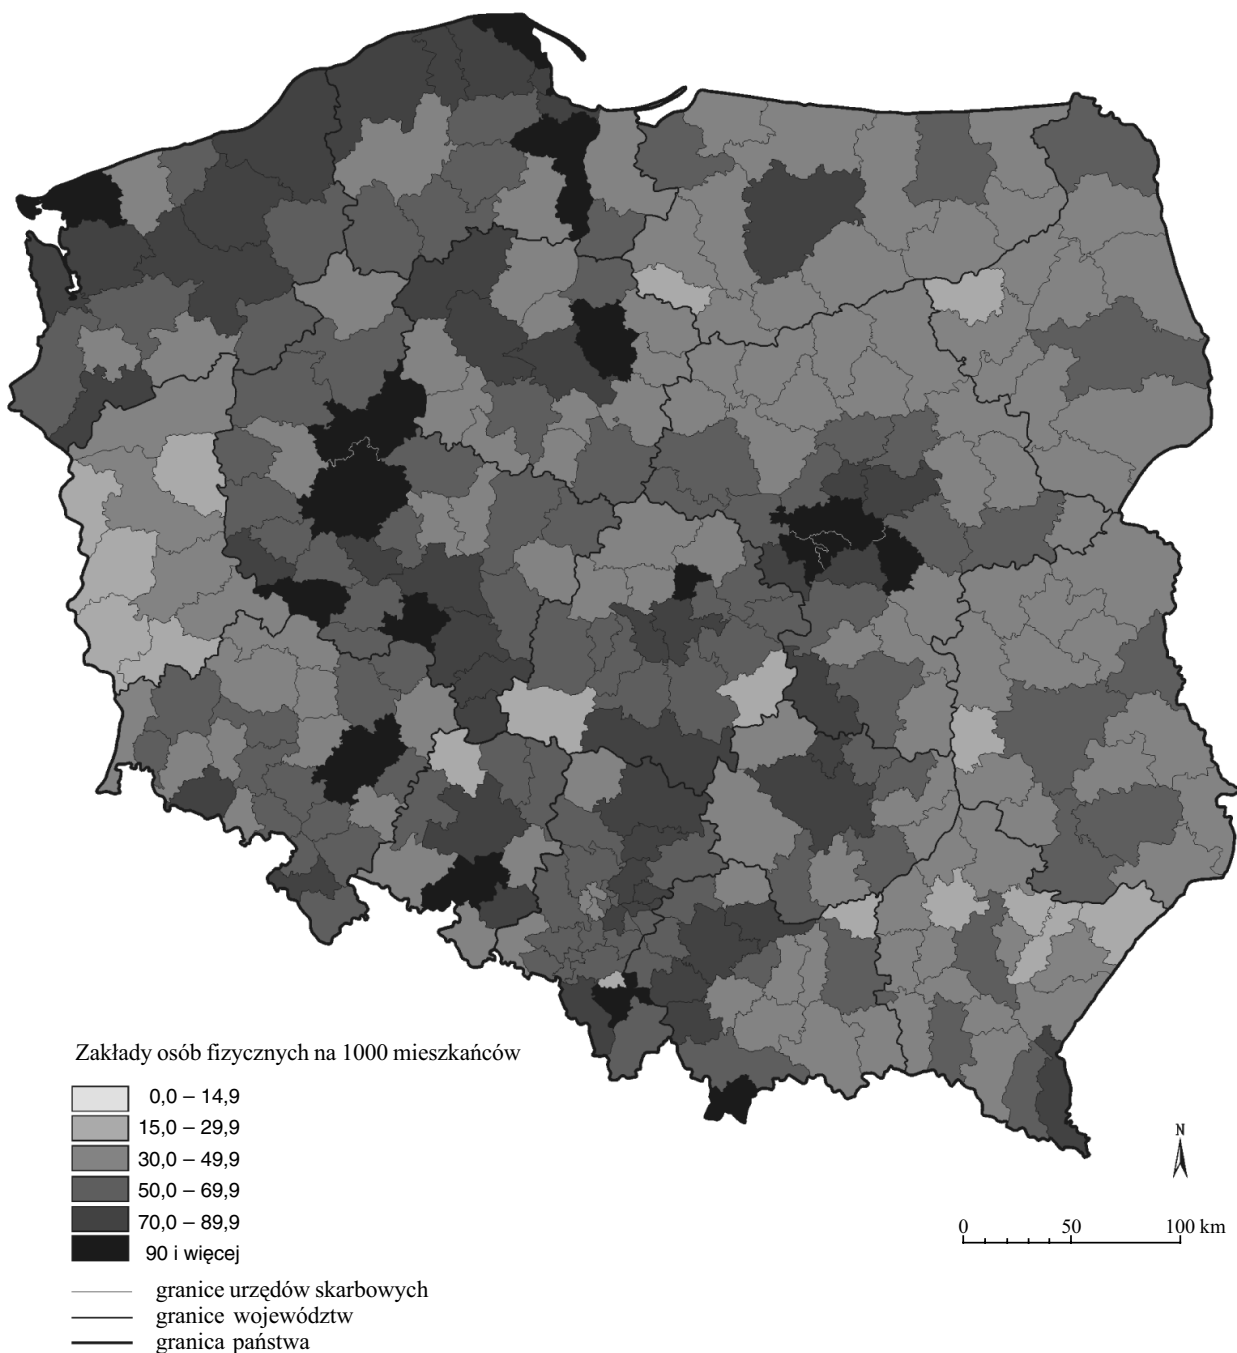 Zakłady osób fizycznych na 1000 mieszkańców
0,0 – 14,9
15,0 – 29,9
30,0 – 49,9
50,0 – 69,9
70,0 – 89,9
90 i więcej
granice urzędów skarbowych
granice województw
granica państwa
N
0 50 100 km